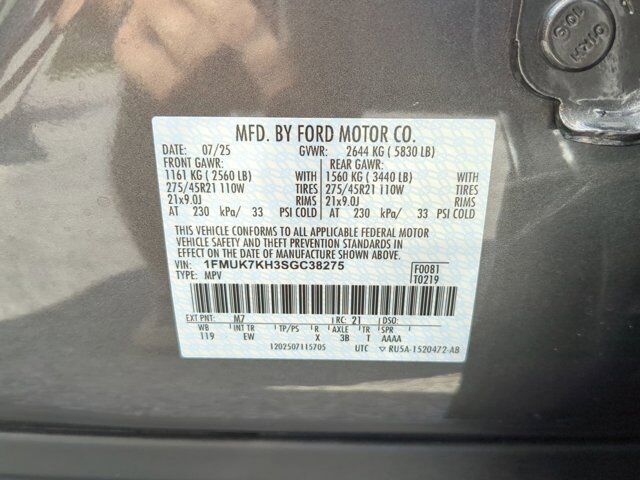 10.9
MFD. BY FORD MOTOR CO.
DATE: 07/25 GVWR: 2644 KG ( 5830 LB)
FRONT GAWR: REAR GAWR:
1161 KG ( 2560 LB) WITH 1560 KG ( 3440 LB) WITH
275/45R21 110W TIRES 275/45R21 110W TIRES
21x9.0J RIMS 21x9.0J RIMS
AT 230 kPa/ 33 PSI COLD AT 230 kPa/ 33 PSI COLD
THIS VEHICLE CONFORMS TO ALL APPLICABLE FEDERAL MOTOR
VEHICLE SAFETY AND THEFT PREVENTION STANDARDS IN
EFFECT ON THE DATE OF MANUFACTURE SHOWN ABOVE.
VIN: 1FMUK7KH3SGC38275 F0081
TYPE: MPV T0219
EXT PNT: M7 RC: 21 DSO:
WB INT TR TP/PS R AXLE TR SPR
119 EW X 3B T AAAA
1202507115705 UTC ▽ RU5A-1520472-AB